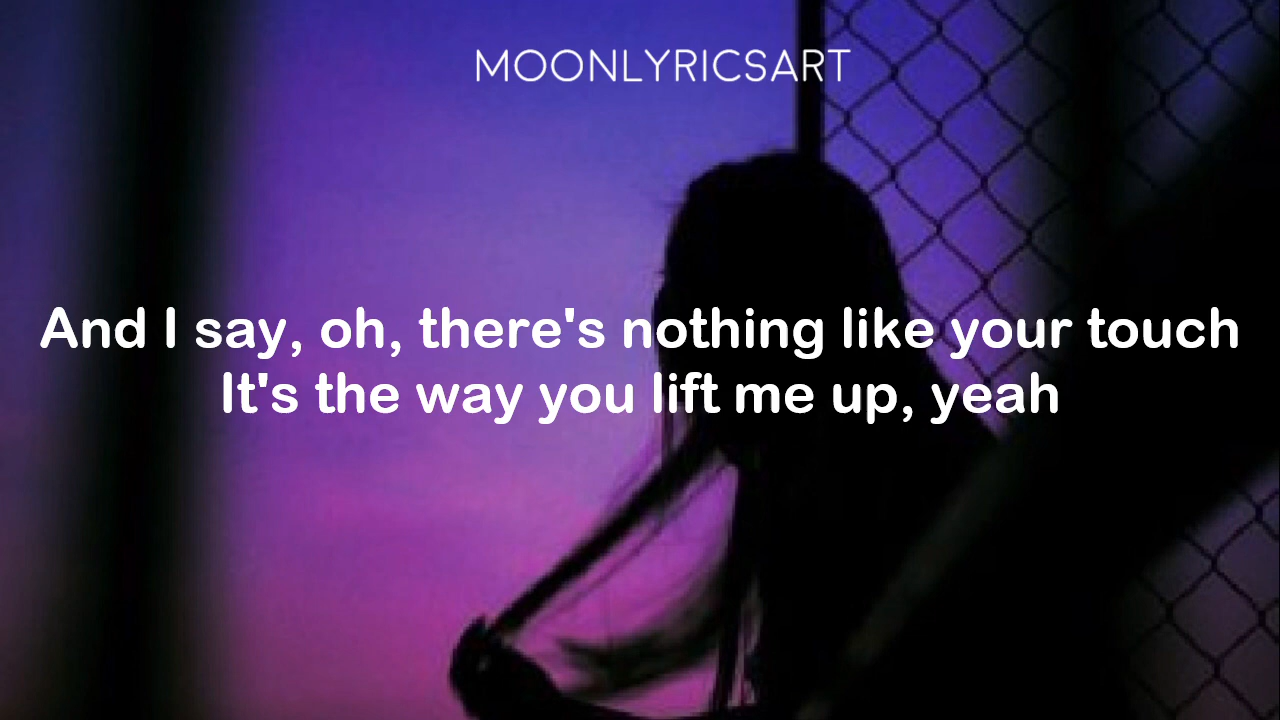 MOONLYRICSART
And I say, oh, there's nothing like your touch
It's the way you lift me up, yeah